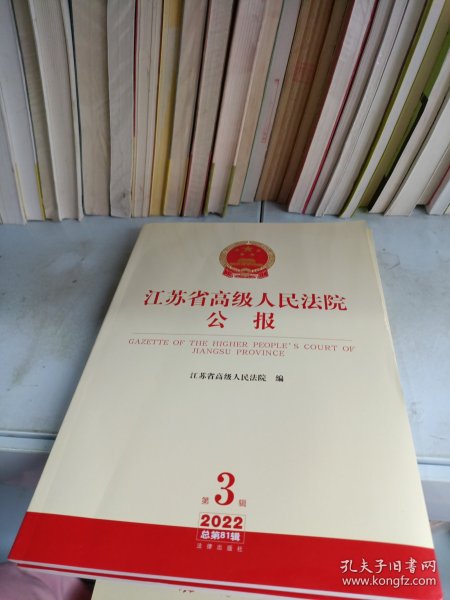 江苏省高级人民法院
公 报
GAZETTE OF THE HIGHER PEOPLE'S COURT OF
JIANGSU PROVINCE
江苏省高级人民法院 编
第 3 辑
2022
总第81辑
法律出版社
孔夫子旧书网
www.kongfz.com